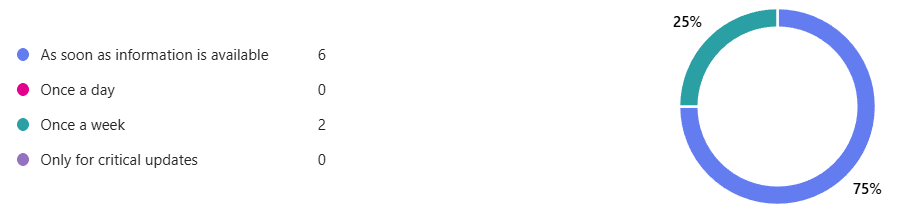 As soon as information is available 6
Once a day 0
Once a week 2
Only for critical updates 0
25%
75%